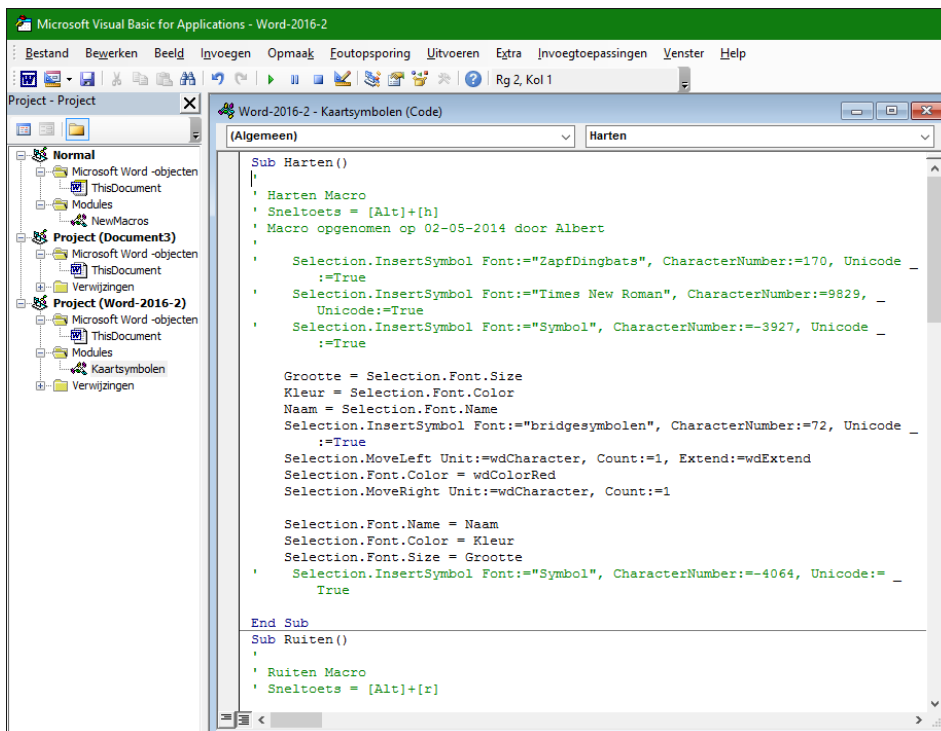 Microsoft Visual Basic for Applications - Word-2016-2
Bestand Bewerken Beeld Invoegen Opmaak Foutopsporing Uitvoeren Extra Invoegtoepassingen Venster Help
Rg 2, Kol 1
Project - Project
Normal
Microsoft Word -objecten
ThisDocument
Modules
NewMacros
Project (Document3)
Microsoft Word -objecten
ThisDocument
Verwijzingen
Project (Word-2016-2)
Microsoft Word -objecten
ThisDocument
Modules
Kaartsymbolen
Verwijzingen
Word-2016-2 - Kaartsymbolen (Code)
(Algemeen) Harten
Sub Harten()
'
' Harten Macro
' Sneltoets = [Alt]+[h]
' Macro opgenomen op 02-05-2014 door Albert
'
'    Selection.InsertSymbol Font:="ZapfDingbats", CharacterNumber:=170, Unicode _
        :=True
'    Selection.InsertSymbol Font:="Times New Roman", CharacterNumber:=9829, _
        Unicode:=True
'    Selection.InsertSymbol Font:="Symbol", CharacterNumber:=-3927, Unicode _
        :=True
    Grootte = Selection.Font.Size
    Kleur = Selection.Font.Color
    Naam = Selection.Font.Name
    Selection.InsertSymbol Font:="bridgesymbolen", CharacterNumber:=72, Unicode _
        :=True
    Selection.MoveLeft Unit:=wdCharacter, Count:=1, Extend:=wdExtend
    Selection.Font.Color = wdColorRed
    Selection.MoveRight Unit:=wdCharacter, Count:=1
    Selection.Font.Name = Naam
    Selection.Font.Color = Kleur
    Selection.Font.Size = Grootte
'    Selection.InsertSymbol Font:="Symbol", CharacterNumber:=-4064, Unicode:= _
        True
End Sub
Sub Ruiten()
'
' Ruiten Macro
' Sneltoets = [Alt]+[r]